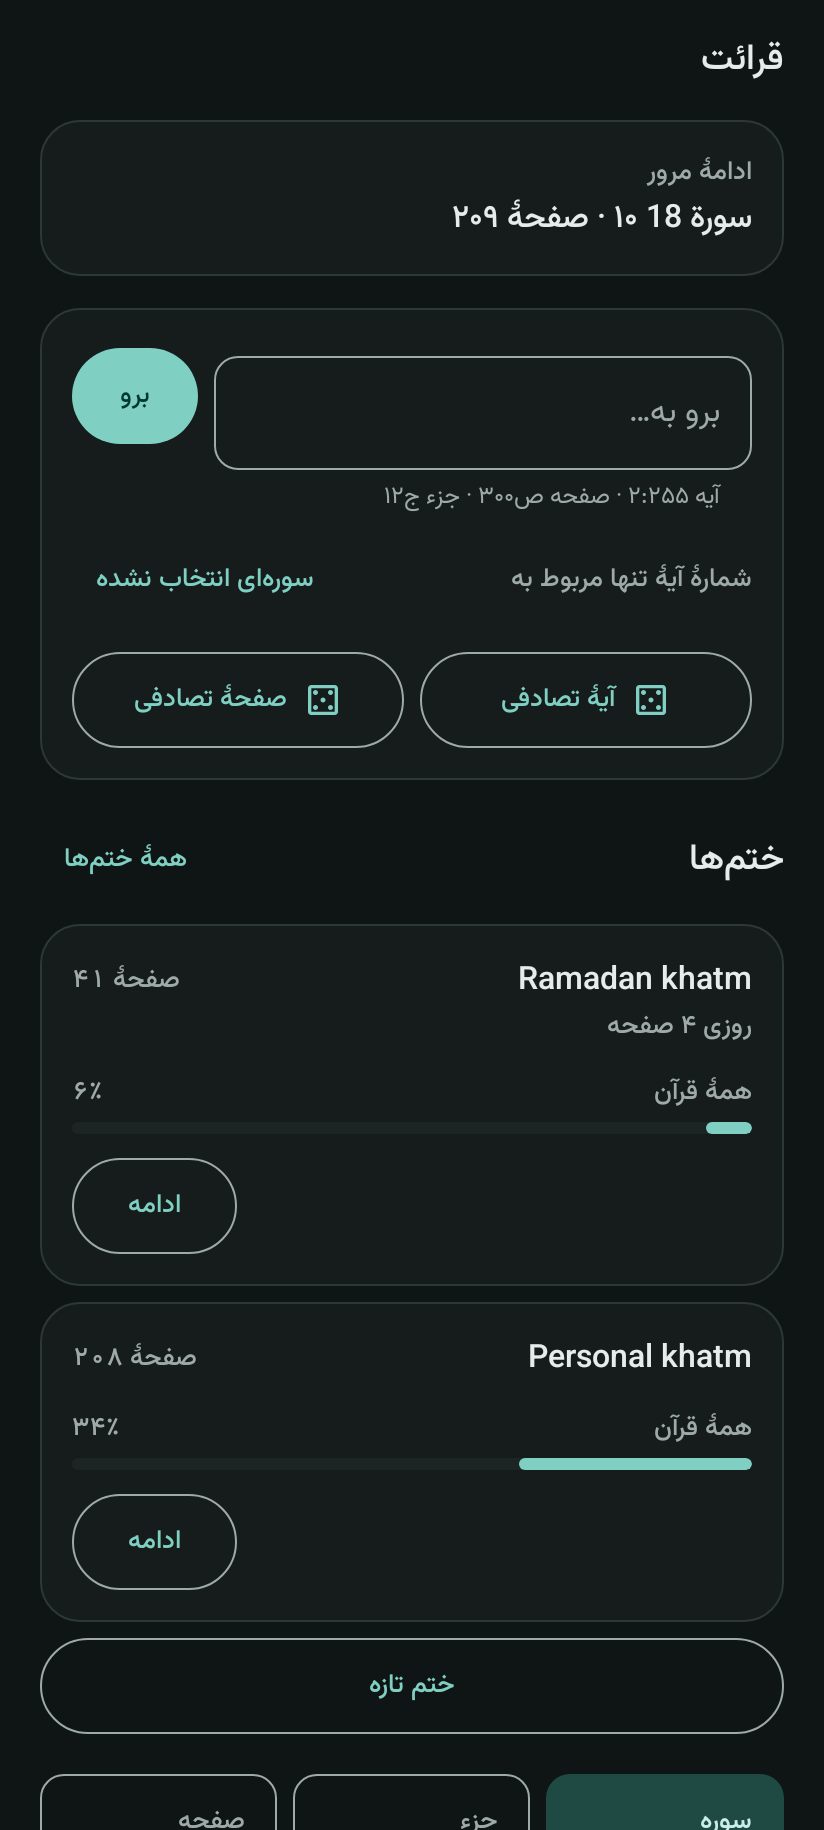 قرائت
ادامهٔ مرور
سورة 18 ۱۰ · صفحهٔ ۲۰۹
برو به...
برو
آیه ۲:۲۵۵ · صفحه ص۳۰۰ · جزء ج۱۲
شمارهٔ آیهٔ تنها مربوط به
سوره‌ای انتخاب نشده
آیهٔ تصادفی
صفحهٔ تصادفی
ختم‌ها
همهٔ ختم‌ها
Ramadan khatm
صفحهٔ ۴۱
روزی ۴ صفحه
همهٔ قرآن
۶٪
ادامه
Personal khatm
صفحهٔ ۲۰۸
همهٔ قرآن
۳۴٪
ادامه
ختم تازه
سوره
جزء
صفحه